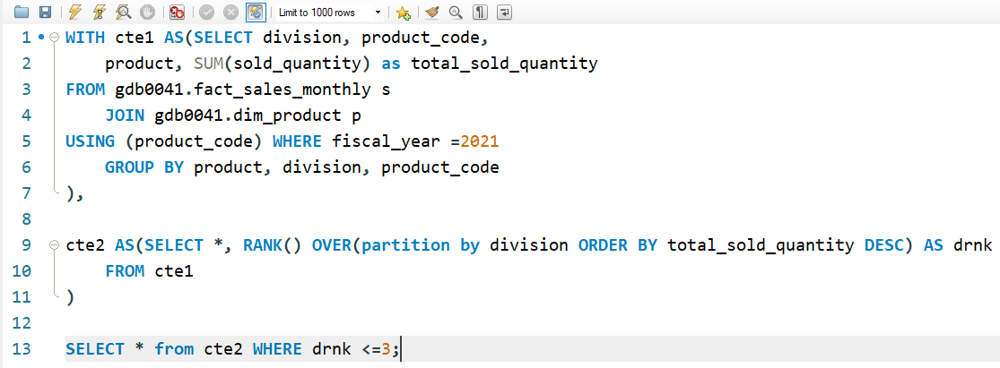 Limit to 1000 rows
1 WITH cte1 AS(SELECT division, product_code,
2 product, SUM(sold_quantity) as total_sold_quantity
3 FROM gdb0041.fact_sales_monthly s
4 JOIN gdb0041.dim_product p
5 USING (product_code) WHERE fiscal_year =2021
6 GROUP BY product, division, product_code
7 ),
8
9 cte2 AS(SELECT *, RANK() OVER(partition by division ORDER BY total_sold_quantity DESC) AS drnk
10 FROM cte1
11 )
12
13 SELECT * from cte2 WHERE drnk <=3;